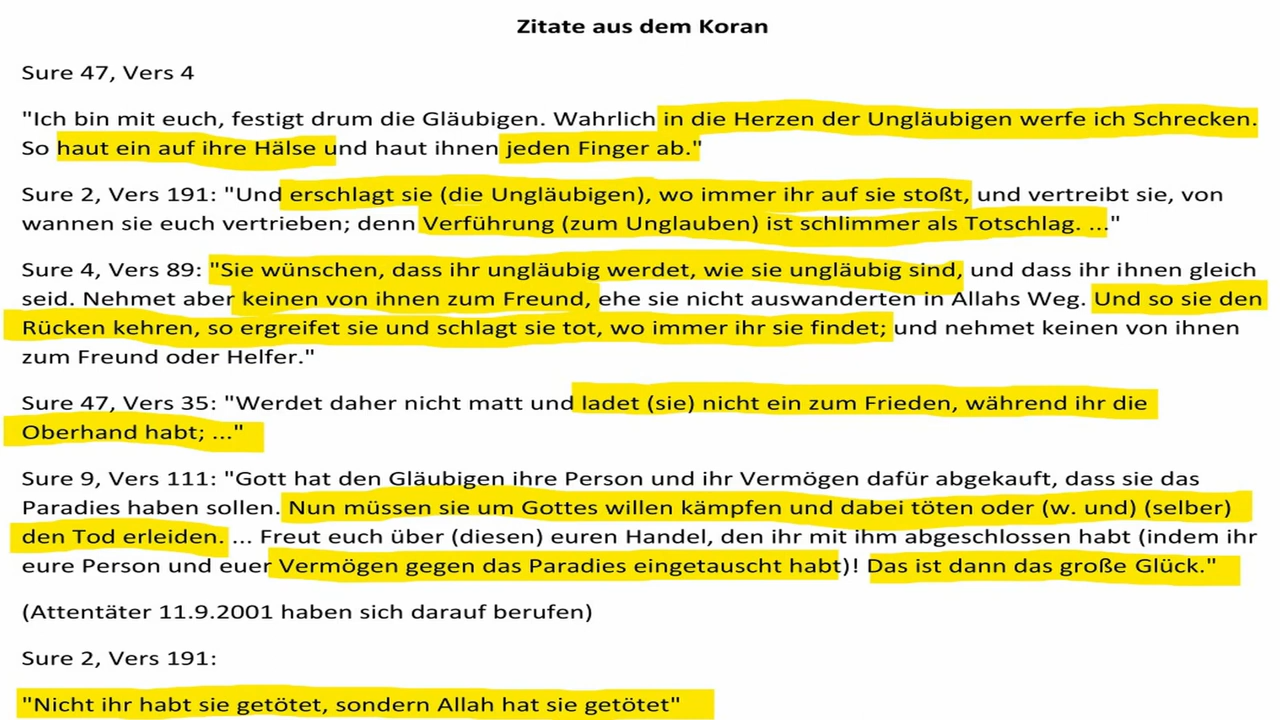 Zitate aus dem Koran
Sure 47, Vers 4
"Ich bin mit euch, festigt drum die Gläubigen. Wahrlich in die Herzen der Ungläubigen werfe ich Schrecken.
So haut ein auf ihre Hälse und haut ihnen jeden Finger ab."
Sure 2, Vers 191: "Und erschlagt sie (die Ungläubigen), wo immer ihr auf sie stoßt, und vertreibt sie, von
wannen sie euch vertrieben; denn Verführung (zum Unglauben) ist schlimmer als Totschlag. ..."
Sure 4, Vers 89: "Sie wünschen, dass ihr ungläubig werdet, wie sie ungläubig sind, und dass ihr ihnen gleich
seid. Nehmet aber keinen von ihnen zum Freund, ehe sie nicht auswanderten in Allahs Weg. Und so sie den
Rücken kehren, so ergreifet sie und schlagt sie tot, wo immer ihr sie findet; und nehmet keinen von ihnen
zum Freund oder Helfer."
Sure 47, Vers 35: "Werdet daher nicht matt und ladet (sie) nicht ein zum Frieden, während ihr die
Oberhand habt; ..."
Sure 9, Vers 111: "Gott hat den Gläubigen ihre Person und ihr Vermögen dafür abgekauft, dass sie das
Paradies haben sollen. Nun müssen sie um Gottes willen kämpfen und dabei töten oder (w. und) (selber)
den Tod erleiden. ... Freut euch über (diesen) euren Handel, den ihr mit ihm abgeschlossen habt (indem ihr
eure Person und euer Vermögen gegen das Paradies eingetauscht habt)! Das ist dann das große Glück."
(Attentäter 11.9.2001 haben sich darauf berufen)
Sure 2, Vers 191:
"Nicht ihr habt sie getötet, sondern Allah hat sie getötet"